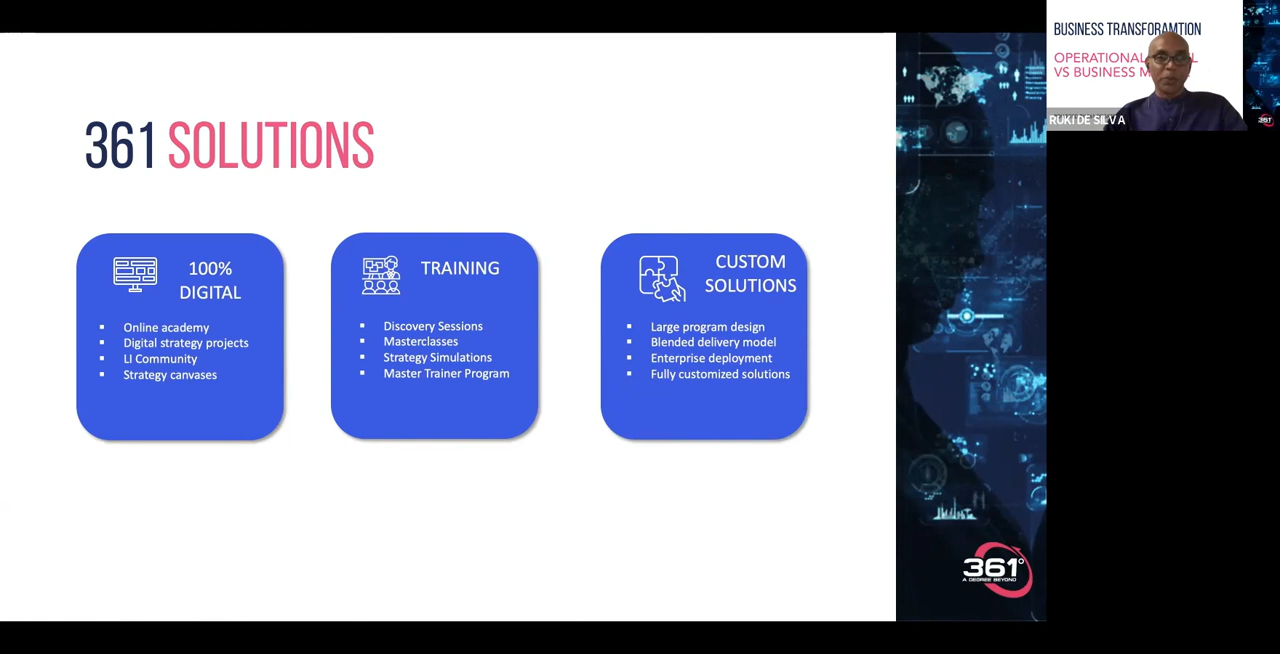 361 SOLUTIONS
100%
DIGITAL
Online academy
Digital strategy projects
LI Community
Strategy canvases
TRAINING
Discovery Sessions
Masterclasses
Strategy Simulations
Master Trainer Program
CUSTOM
SOLUTIONS
Large program design
Blended delivery model
Enterprise deployment
Fully customized solutions
361°
A DEGREE BEYOND
BUSINESS TRANSFORAMTION
OPERATIONAL
VS BUSINESS
RUKI DE SILVA
361